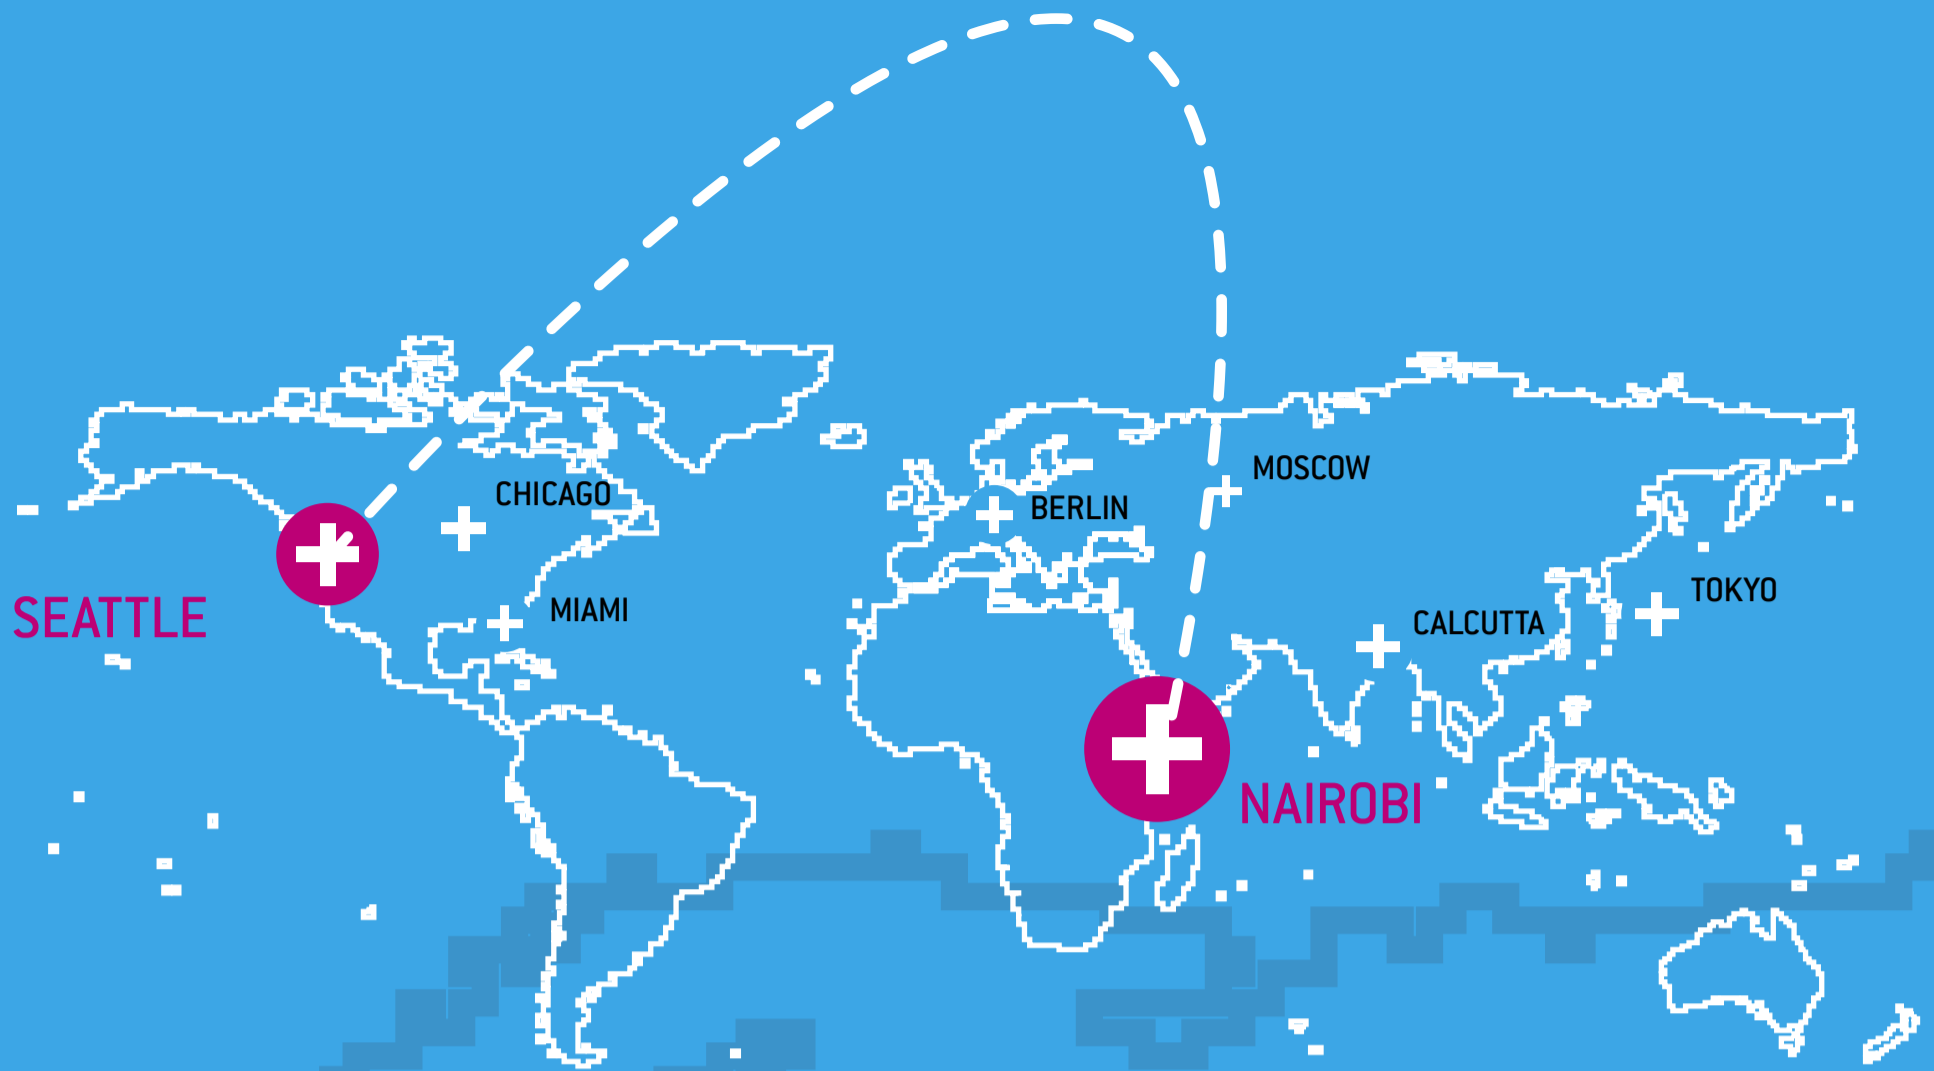 MOSCOW
CHICAGO
BERLIN
TOKYO
SEATTLE
MIAMI
CALCUTTA
NAIROBI